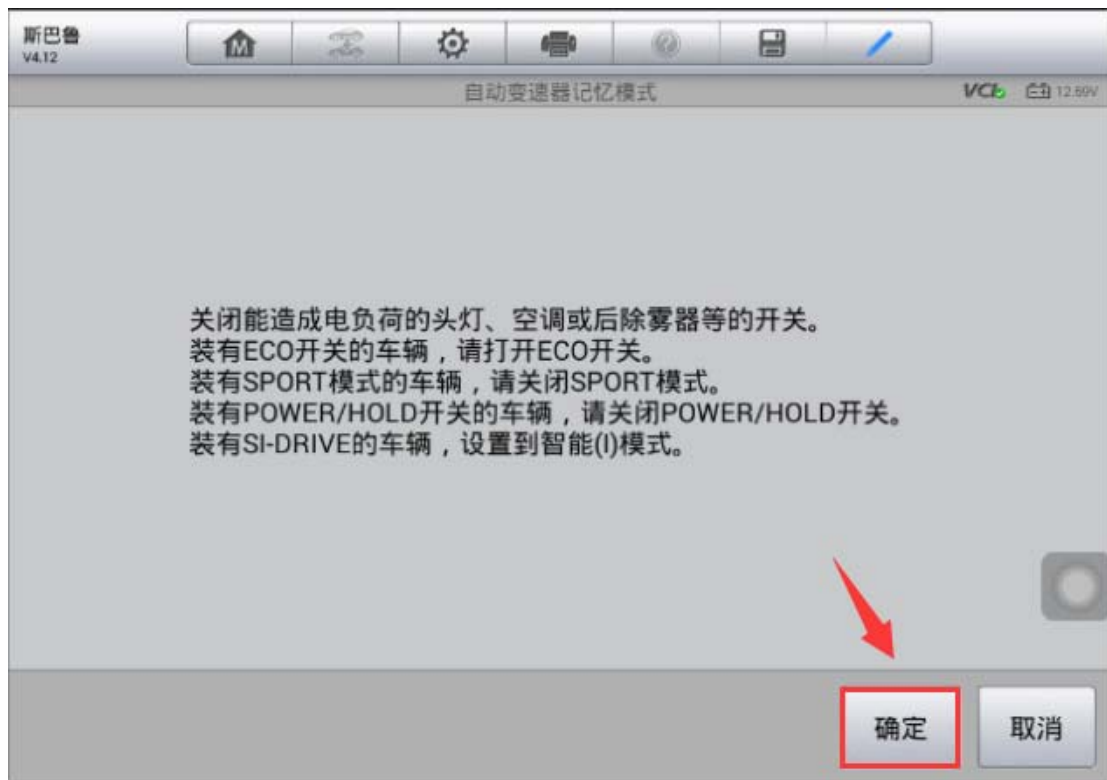 斯巴鲁
V4.12
自动变速器记忆模式
VCI
12.69V
关闭能造成电负荷的头灯、空调或后除雾器等的开关。
装有ECO开关的车辆，请打开ECO开关。
装有SPORT模式的车辆，请关闭SPORT模式。
装有POWER/HOLD开关的车辆，请关闭POWER/HOLD开关。
装有SI-DRIVE的车辆，设置到智能(I)模式。
确定
取消